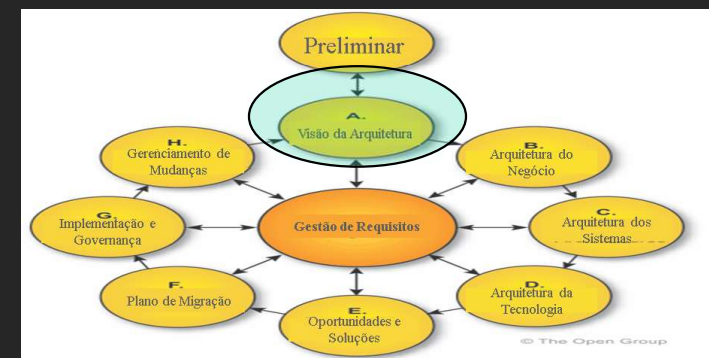 Preliminar
A.
Visão da Arquitetura
H.
Gerenciamento de
Mudanças
B.
Arquitetura do
Negócio
G.
Implementação e
Governança
Gestão de Requisitos
C.
Arquitetura dos
Sistemas
F.
Plano de Migração
D.
Arquitetura da
Tecnologia
E.
Oportunidades e
Soluções
© The Open Group